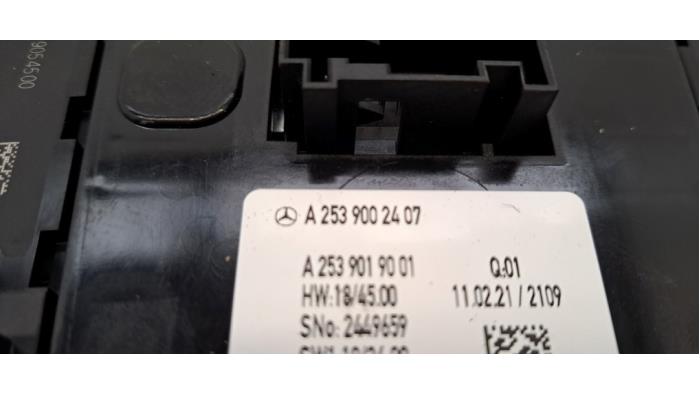 9054500
A 253 900 24 07
A 253 901 90 01 Q:01
HW:18/45.00 11.02.21 / 2109
SNo: 2449659